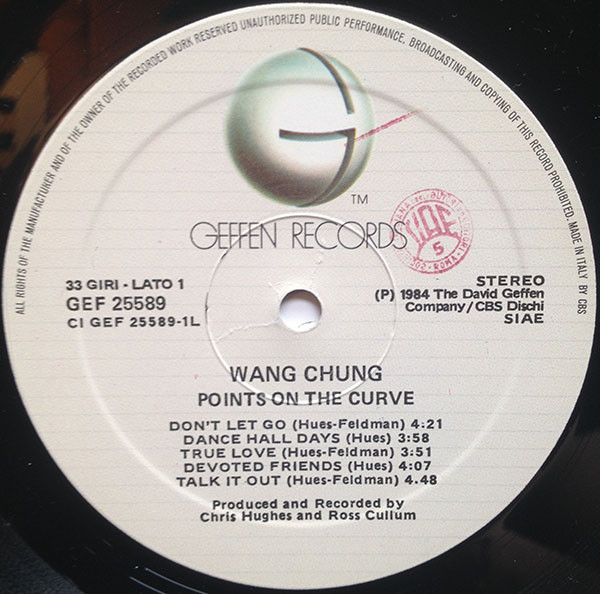 ALL RIGHTS OF THE MANUFACTURER AND OF THE OWNER OF THE RECORDED WORK RESERVED UNAUTHORIZED PUBLIC PERFORMANCE, BROADCASTING AND COPYING OF THIS RECORD PROHIBITED. MADE IN ITALY BY CBS
G
TM
GEFFEN RECORDS
5
ROMA
33 GIRI - LATO 1
GEF 25589
CI GEF 25589-1L
STEREO
(P) 1984 The David Geffen
Company/CBS Dischi
SIAE
WANG CHUNG
POINTS ON THE CURVE
DON'T LET GO (Hues-Feldman) 4:21
DANCE HALL DAYS (Hues) 3:58
TRUE LOVE (Hues-Feldman) 3:51
DEVOTED FRIENDS (Hues) 4:07
TALK IT OUT (Hues-Feldman) 4.48
Produced and Recorded by
Chris Hughes and Ross Cullum